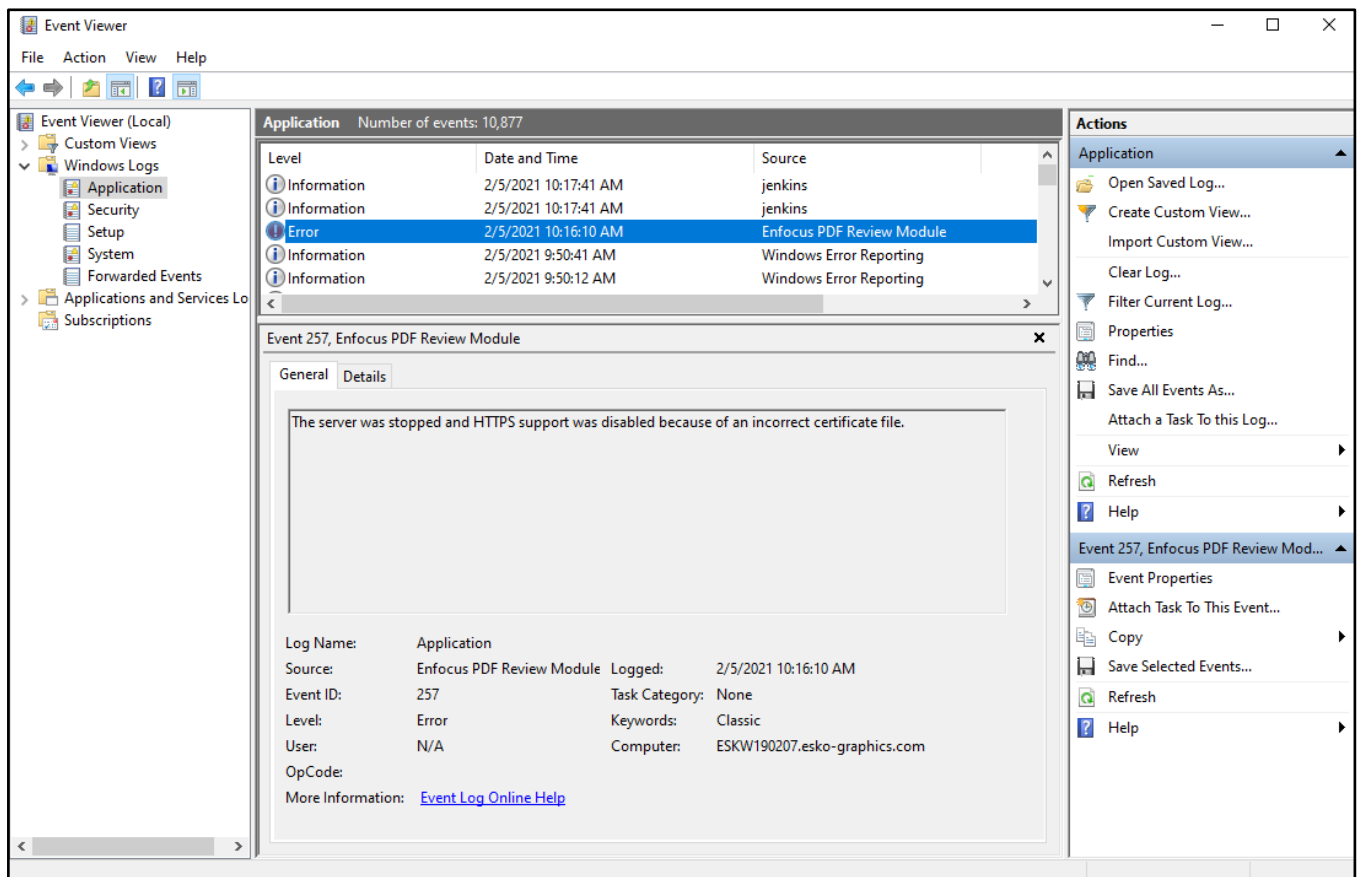 Event Viewer
File Action View Help
Event Viewer (Local)
Custom Views
Windows Logs
Application
Security
Setup
System
Forwarded Events
Applications and Services Lo
Subscriptions
Application Number of events: 10,877
Level Date and Time Source
Information 2/5/2021 10:17:41 AM jenkins
Information 2/5/2021 10:17:41 AM jenkins
Error 2/5/2021 10:16:10 AM Enfocus PDF Review Module
Information 2/5/2021 9:50:41 AM Windows Error Reporting
Information 2/5/2021 9:50:12 AM Windows Error Reporting
Event 257, Enfocus PDF Review Module
General Details
The server was stopped and HTTPS support was disabled because of an incorrect certificate file.
Log Name: Application
Source: Enfocus PDF Review Module Logged: 2/5/2021 10:16:10 AM
Event ID: 257 Task Category: None
Level: Error Keywords: Classic
User: N/A Computer: ESKW190207.esko-graphics.com
OpCode:
More Information: Event Log Online Help
Actions
Application
Open Saved Log...
Create Custom View...
Import Custom View...
Clear Log...
Filter Current Log...
Properties
Find...
Save All Events As...
Attach a Task To this Log...
View
Refresh
Help
Event 257, Enfocus PDF Review Mod...
Event Properties
Attach Task To This Event...
Copy
Save Selected Events...
Refresh
Help